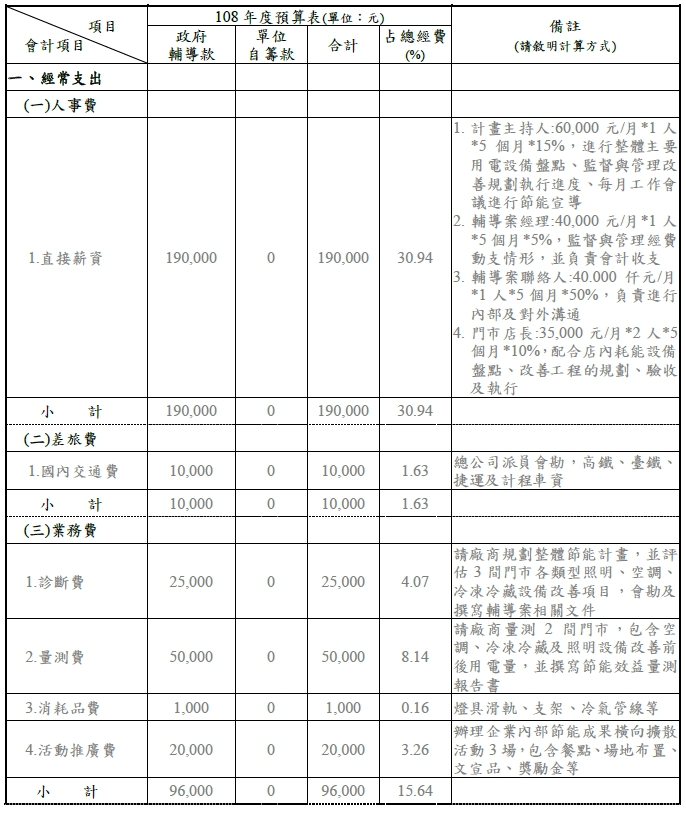 項目
會計項目
108 年度預算表(單位：元)
備註
(請敘明計算方式)
政府
輔導款
單位
自籌款
合計
占總經費
(%)
一、經常支出
(一)人事費
1.直接薪資
190,000
0
190,000
30.94
1. 計畫主持人:60,000 元/月*1 人
*5 個月*15%，進行整體主要
用電設備盤點、監督與管理改
善規劃執行進度、每月工作會
議進行節能宣導
2. 輔導案經理:40,000 元/月*1 人
*5 個月*5%，監督與管理經費
動支情形，並負責會計收支
3. 輔導案聯絡人:40.000 仟元/月
*1 人*5 個月*50%，負責進行
內部及對外溝通
4. 門市店長:35,000 元/月*2 人*5
個月*10%，配合店內耗能設備
盤點、改善工程的規劃、驗收
及執行
小 計
190,000
0
190,000
30.94
(二)差旅費
1.國內交通費
10,000
0
10,000
1.63
總公司派員會勘，高鐵、臺鐵、
捷運及計程車資
小 計
10,000
0
10,000
1.63
(三)業務費
1.診斷費
25,000
0
25,000
4.07
請廠商規劃整體節能計畫，並評
估 3 間門市各類型照明、空調、
冷凍冷藏設備改善項目，會勘及
撰寫輔導案相關文件
2.量測費
50,000
0
50,000
8.14
請廠商量測 2 間門市，包含空
調、冷凍冷藏及照明設備改善前
後用電量，並撰寫節能效益量測
報告書
3.消耗品費
1,000
0
1,000
0.16
燈具滑軌、支架、冷氣管線等
4.活動推廣費
20,000
0
20,000
3.26
辦理企業內部節能成果橫向擴散
活動 3 場，包含餐點、場地布置、
文宣品、獎勵金等
小 計
96,000
0
96,000
15.64